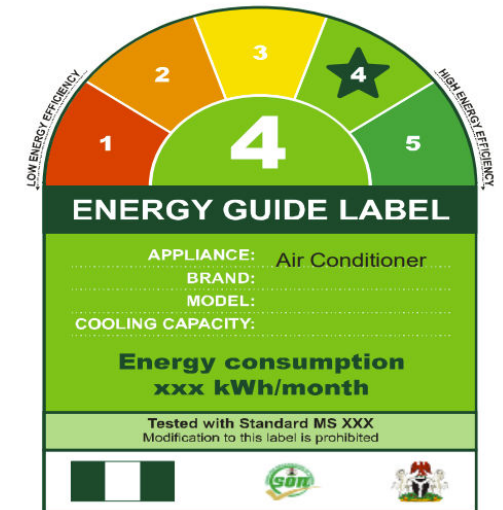 LOW ENERGY EFFICIENCY
1
2
3
4
5
HIGH ENERGY EFFICIENCY
4
ENERGY GUIDE LABEL
APPLIANCE: Air Conditioner
BRAND:
MODEL:
COOLING CAPACITY:
Energy consumption
xxx kWh/month
Tested with Standard MS XXX
Modification to this label is prohibited
SON